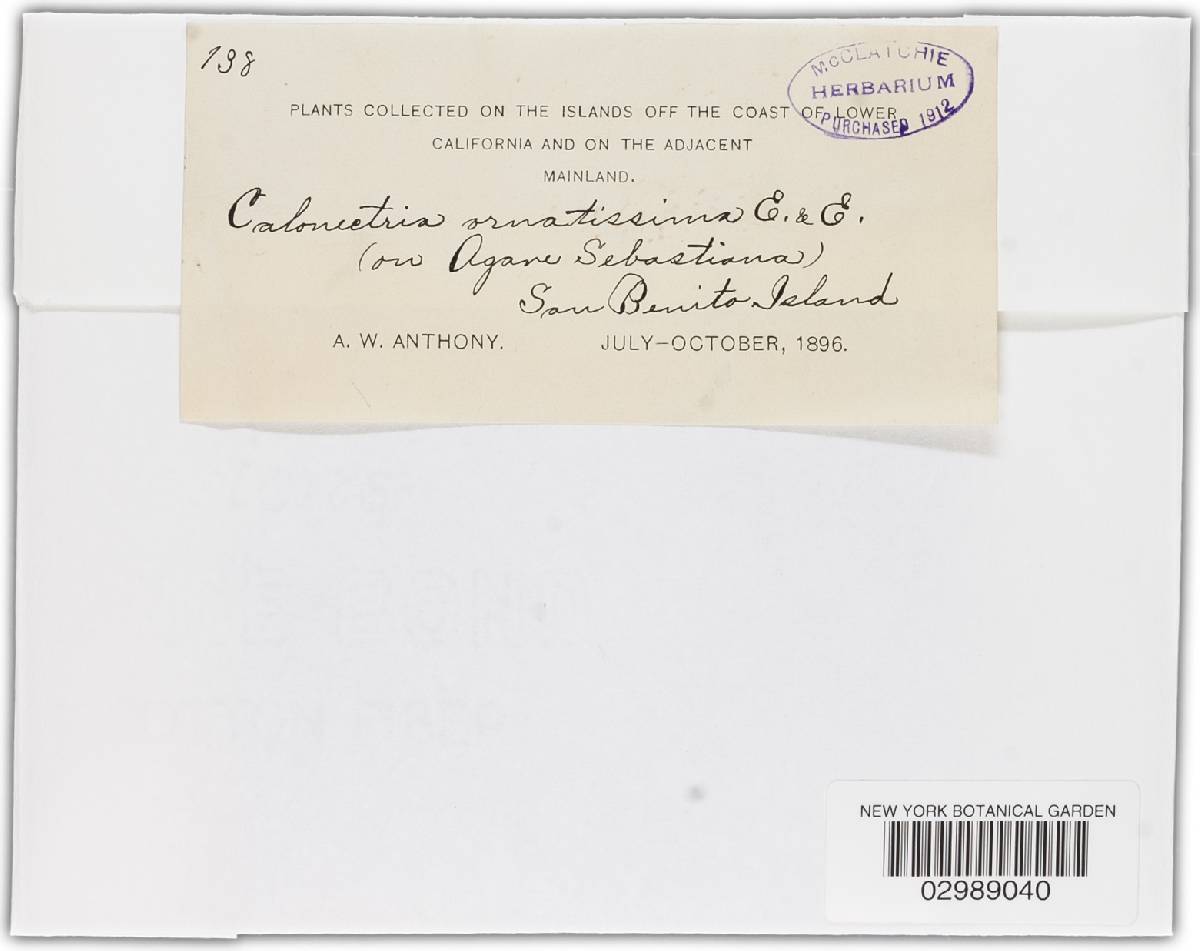 138
McCLATCHIE
HERBARIUM
PURCHASED 1912
PLANTS COLLECTED ON THE ISLANDS OFF THE COAST OF LOWER
CALIFORNIA AND ON THE ADJACENT
MAINLAND.
Calonectria ornatissima E. & E.
(on Agave Sebastiana)
San Benito Island
A. W. ANTHONY. JULY-OCTOBER, 1896.
NEW YORK BOTANICAL GARDEN
02989040